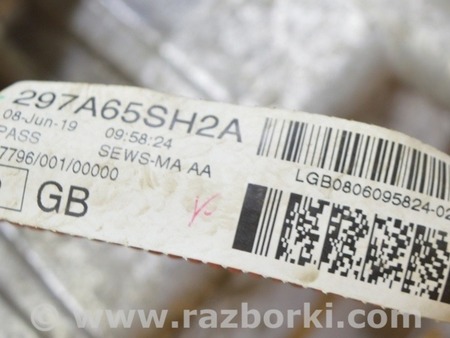 297A65SH2A
08-Jun-19 09:58:24
PASS SEWS-MA AA
7796/001/00000
GB
LGB0806095824-02
www.razborki.com